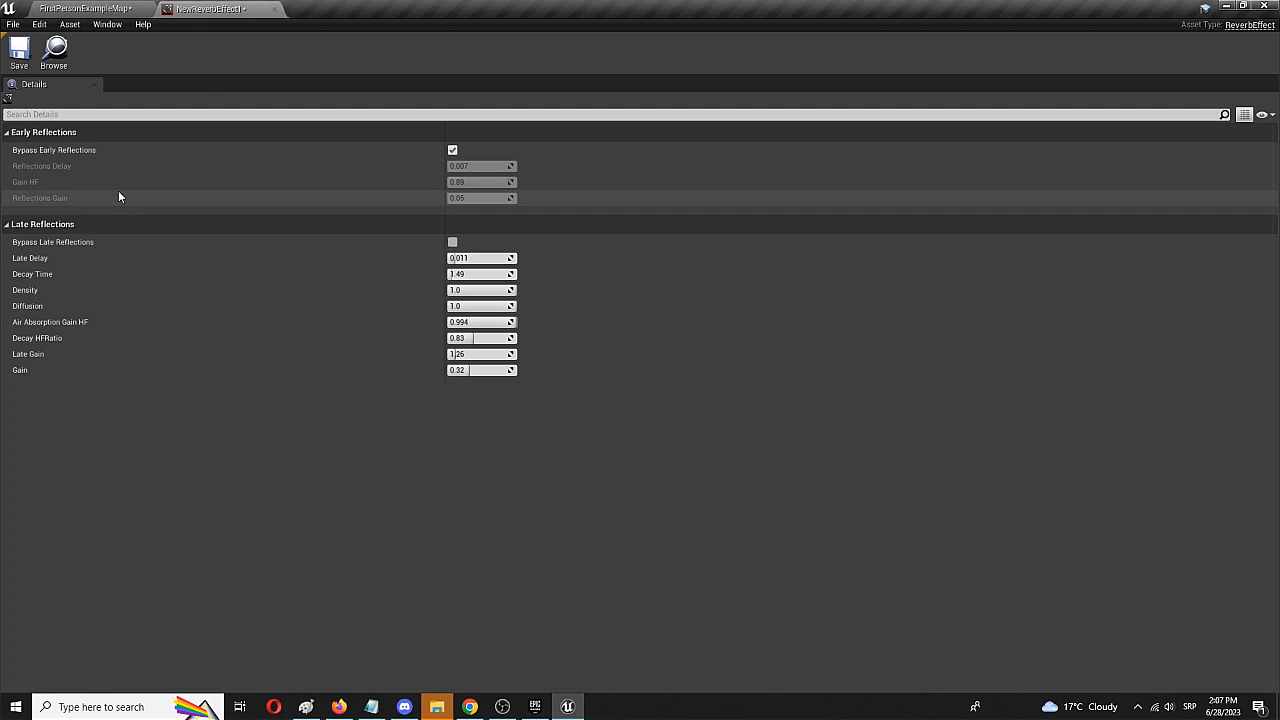 FirstPersonExampleMap*
NewReverbEffect1*
File Edit Asset Window Help
Asset Type: ReverbEffect
Save Browse
Details
Search Details
Early Reflections
Bypass Early Reflections
Reflections Delay 0.007
Gain HF 0.89
Reflections Gain 0.05
Late Reflections
Bypass Late Reflections
Late Delay 0.011
Decay Time 1.49
Density 1.0
Diffusion 1.0
Air Absorption Gain HF 0.994
Decay HFRatio 0.83
Late Gain 1.26
Gain 0.32
Type here to search
EPIC
17°C Cloudy
SRP
2:07 PM
6/28/2023